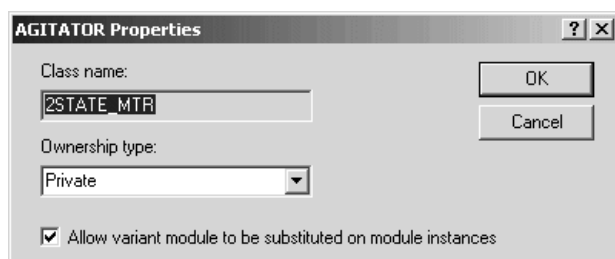 AGITATOR Properties
Class name:
OK
2STATE_MTR
Cancel
Ownership type:
Private
Allow variant module to be substituted on module instances